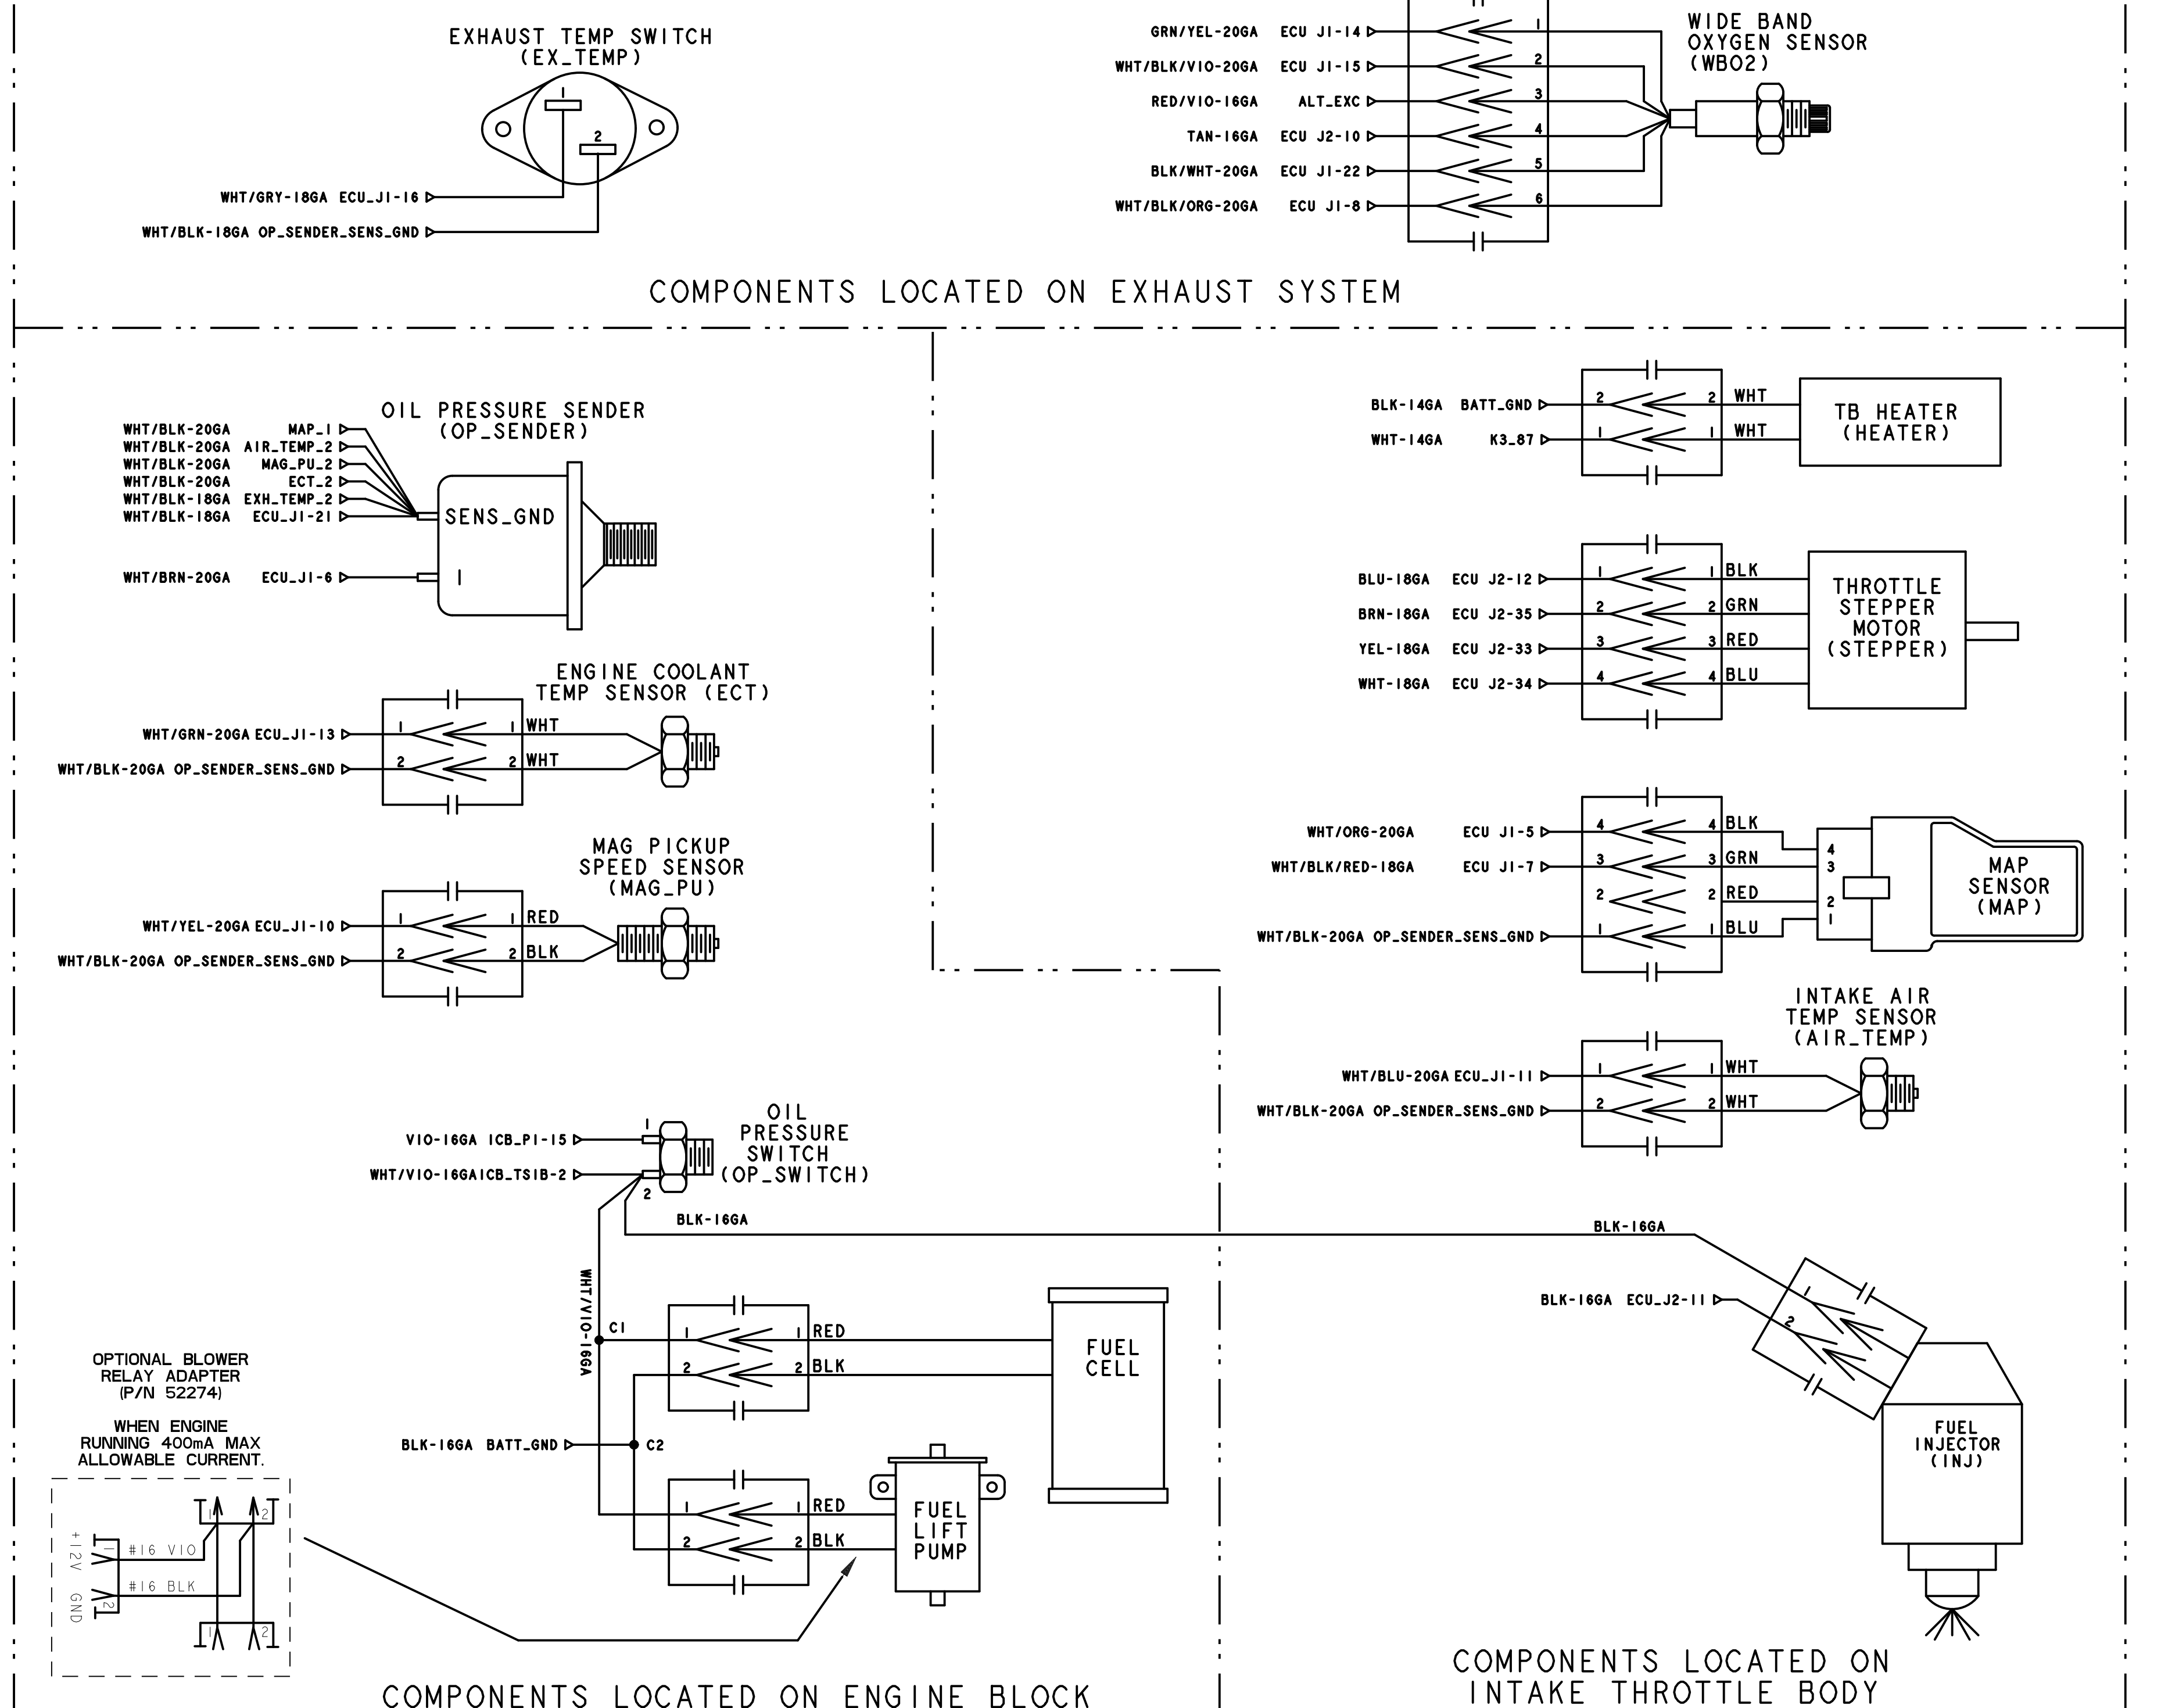 EXHAUST TEMP SWITCH
(EX_TEMP)
1
2
WHT/GRY-18GA ECU_J1-16
WHT/BLK-18GA OP_SENDER_SENS_GND
WIDE BAND
OXYGEN SENSOR
(WBO2)
GRN/YEL-20GA ECU J1-14 1
WHT/BLK/VIO-20GA ECU J1-15 2
RED/VIO-16GA ALT_EXC 3
TAN-16GA ECU J2-10 4
BLK/WHT-20GA ECU J1-22 5
WHT/BLK/ORG-20GA ECU J1-8 6
COMPONENTS LOCATED ON EXHAUST SYSTEM
OIL PRESSURE SENDER
(OP_SENDER)
WHT/BLK-20GA MAP_1
WHT/BLK-20GA AIR_TEMP_2
WHT/BLK-20GA MAG_PU_2
WHT/BLK-20GA ECT_2
WHT/BLK-18GA EXH_TEMP_2
WHT/BLK-18GA ECU_J1-21
SENS_GND
WHT/BRN-20GA ECU_J1-6 1
ENGINE COOLANT
TEMP SENSOR (ECT)
WHT/GRN-20GA ECU_J1-13 1 1 WHT
WHT/BLK-20GA OP_SENDER_SENS_GND 2 2 WHT
MAG PICKUP
SPEED SENSOR
(MAG_PU)
WHT/YEL-20GA ECU_J1-10 1 1 RED
WHT/BLK-20GA OP_SENDER_SENS_GND 2 2 BLK
OIL
PRESSURE
SWITCH
(OP_SWITCH)
1
VIO-16GA ICB_P1-15
WHT/VIO-16GA ICB_TS1B-2
2
BLK-16GA
WHT/VIO-16GA
C1
1 1 RED
2 2 BLK
FUEL
CELL
BLK-16GA BATT_GND C2
1 1 RED
2 2 BLK
FUEL
LIFT
PUMP
OPTIONAL BLOWER
RELAY ADAPTER
(P/N 52274)
WHEN ENGINE
RUNNING 400mA MAX
ALLOWABLE CURRENT.
1 2
+12V 1 #16 VIO
GND 2 #16 BLK
1 2
COMPONENTS LOCATED ON ENGINE BLOCK
BLK-14GA BATT_GND 2 2 WHT
WHT-14GA K3_87 1 1 WHT
TB HEATER
(HEATER)
BLU-18GA ECU J2-12 1 1 BLK
BRN-18GA ECU J2-35 2 2 GRN
YEL-18GA ECU J2-33 3 3 RED
WHT-18GA ECU J2-34 4 4 BLU
THROTTLE
STEPPER
MOTOR
(STEPPER)
WHT/ORG-20GA ECU J1-5 4 4 BLK 4
WHT/BLK/RED-18GA ECU J1-7 3 3 GRN 3
2 2 RED 2
WHT/BLK-20GA OP_SENDER_SENS_GND 1 1 BLU 1
MAP
SENSOR
(MAP)
INTAKE AIR
TEMP SENSOR
(AIR_TEMP)
WHT/BLU-20GA ECU_J1-11 1 1 WHT
WHT/BLK-20GA OP_SENDER_SENS_GND 2 2 WHT
BLK-16GA
1
BLK-16GA ECU_J2-11 2
FUEL
INJECTOR
(INJ)
COMPONENTS LOCATED ON
INTAKE THROTTLE BODY